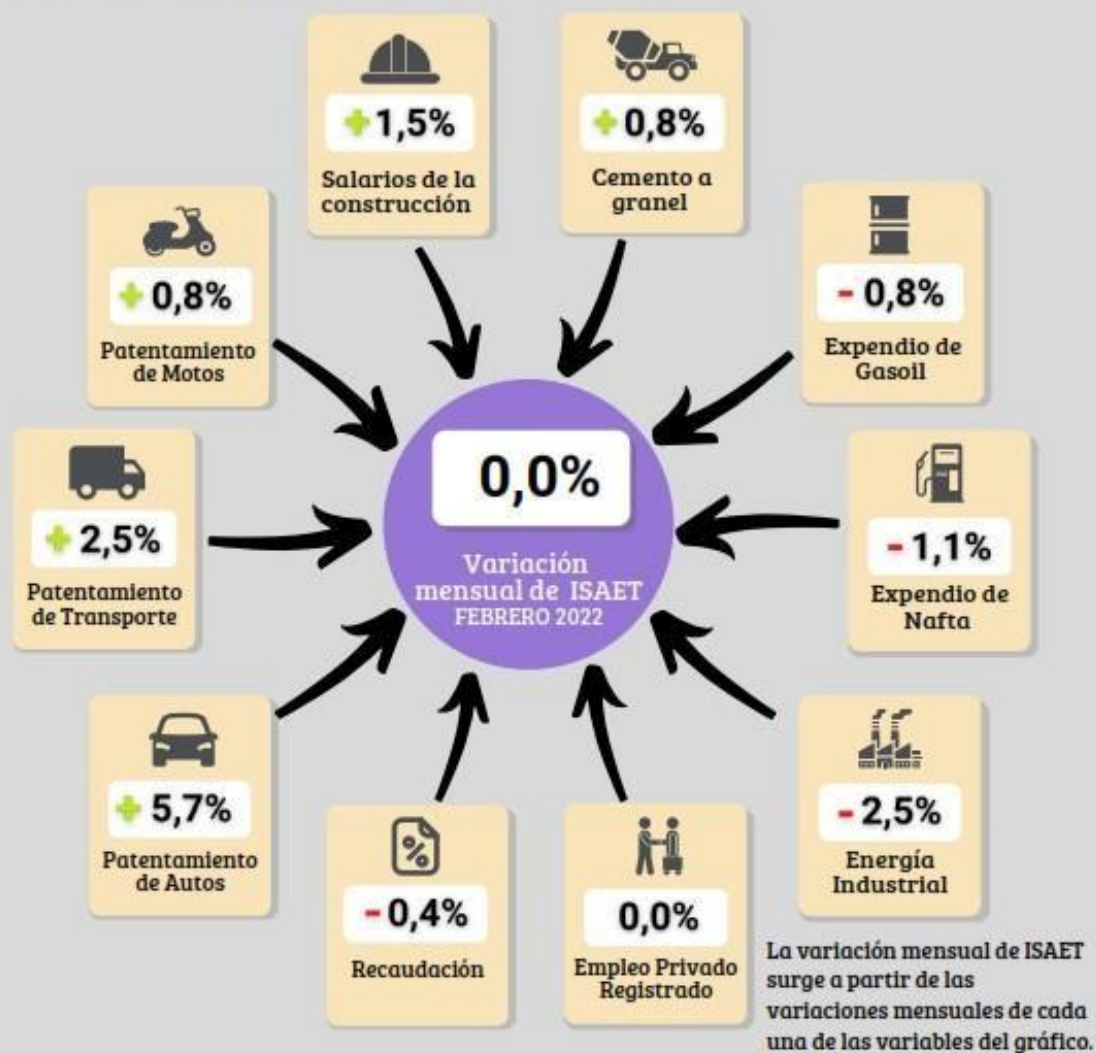 + 1,5%
Salarios de la
construcción
+ 0,8%
Cemento a
granel
- 0,8%
Expendio de
Gasoil
- 1,1%
Expendio de
Nafta
- 2,5%
Energía
Industrial
0,0%
Empleo Privado
Registrado
- 0,4%
Recaudación
+ 5,7%
Patentamiento
de Autos
+ 2,5%
Patentamiento
de Transporte
+ 0,8%
Patentamiento
de Motos
0,0%
Variación
mensual de ISAET
FEBRERO 2022
La variación mensual de ISAET
surge a partir de las
variaciones mensuales de cada
una de las variables del gráfico.